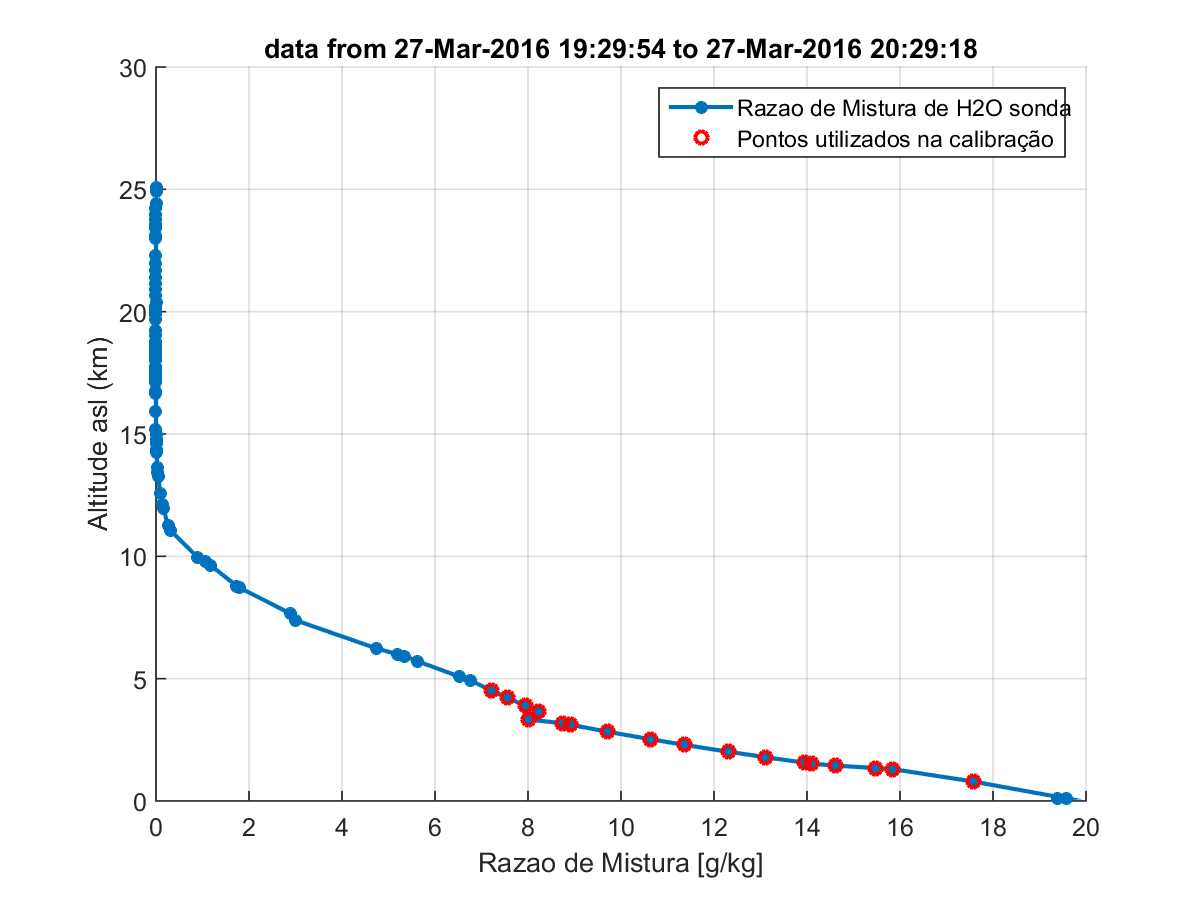 data from 27-Mar-2016 19:29:54 to 27-Mar-2016 20:29:18
Razao de Mistura de H2O sonda
Pontos utilizados na calibração
30
25
20
15
10
5
0
Altitude asl (km)
0 2 4 6 8 10 12 14 16 18 20
Razao de Mistura [g/kg]